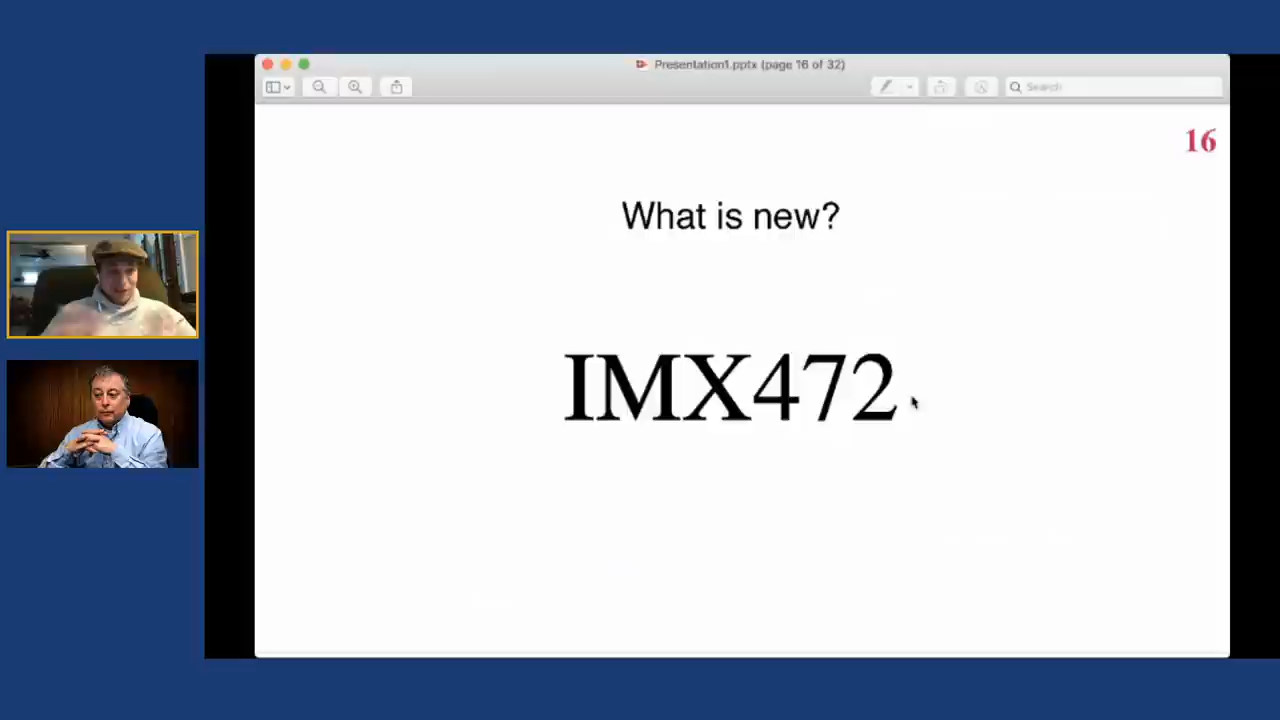 Presentation1.pptx (page 16 of 32)
Search
16
What is new?
IMX472